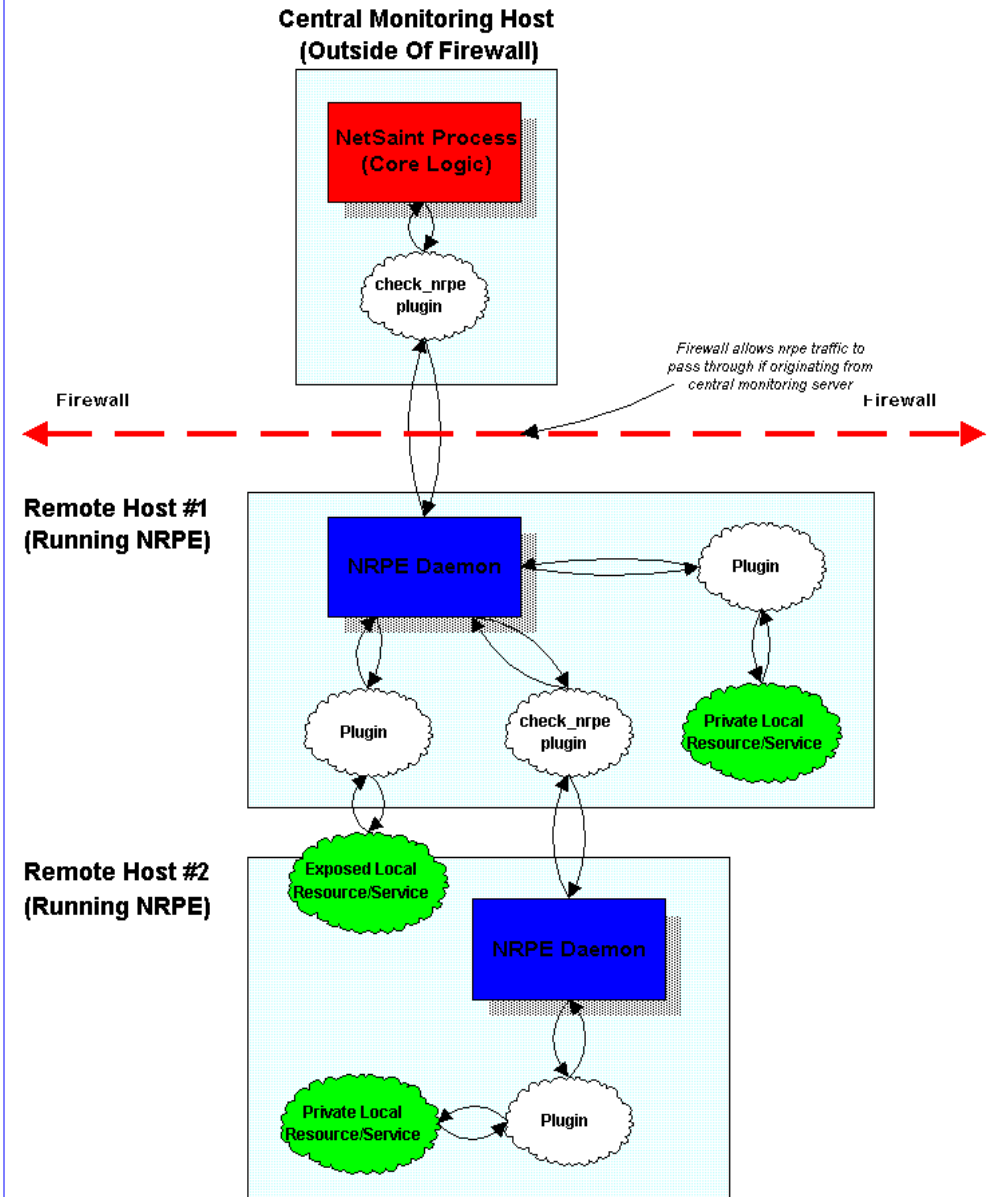 Central Monitoring Host
(Outside Of Firewall)
NetSaint Process
(Core Logic)
check_nrpe
plugin
Firewall allows nrpe traffic to
pass through if originating from
central monitoring server
Firewall
Firewall
Remote Host #1
(Running NRPE)
NRPE Daemon
Plugin
Plugin
check_nrpe
plugin
Private Local
Resource/Service
Remote Host #2
(Running NRPE)
Exposed Local
Resource/Service
NRPE Daemon
Private Local
Resource/Service
Plugin